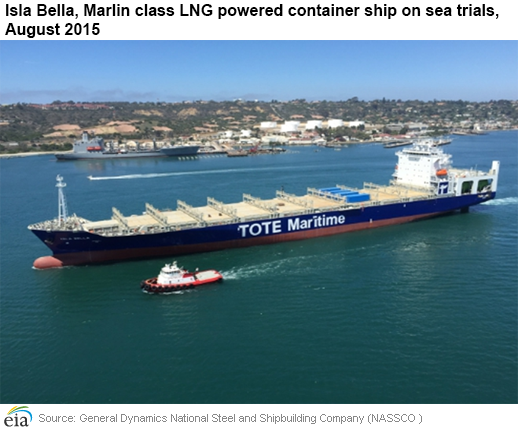 Isla Bella, Marlin class LNG powered container ship on sea trials,
August 2015
TOTE Maritime
eia Source: General Dynamics National Steel and Shipbuilding Company (NASSCO )